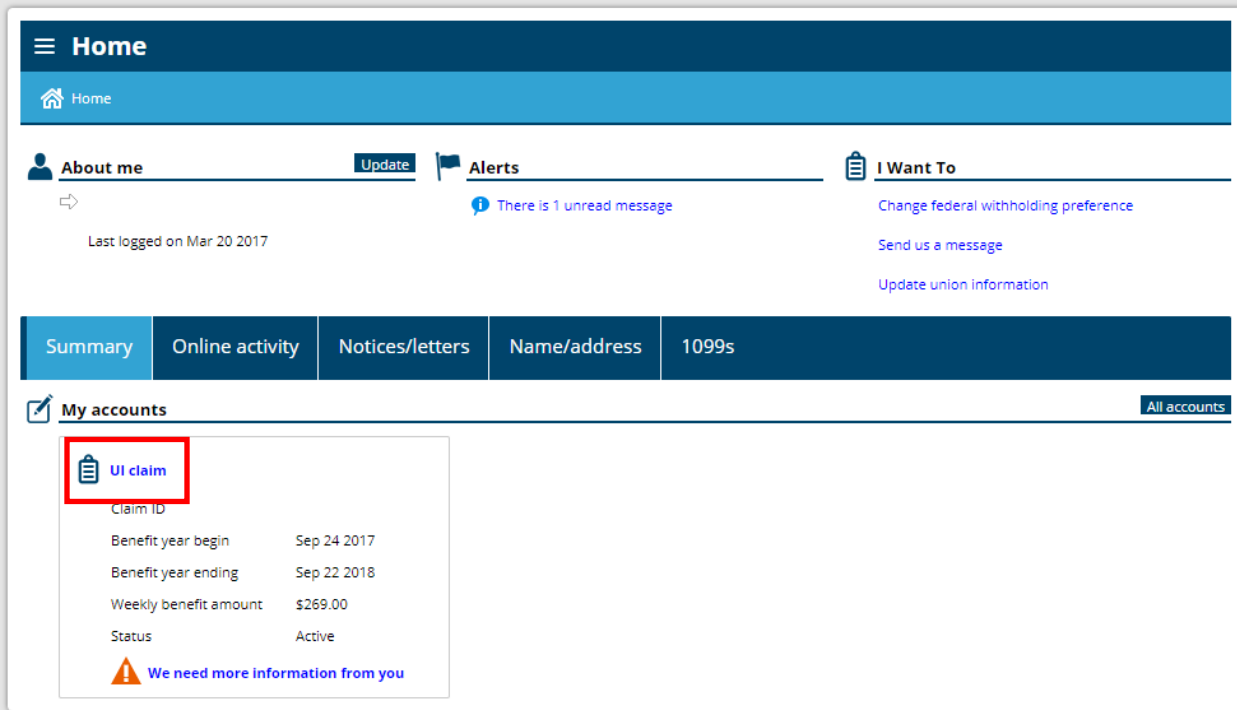 Home
Home
About me
Update
Last logged on Mar 20 2017
Alerts
There is 1 unread message
I Want To
Change federal withholding preference
Send us a message
Update union information
Summary Online activity Notices/letters Name/address 1099s
My accounts
All accounts
UI claim
Claim ID
Benefit year begin Sep 24 2017
Benefit year ending Sep 22 2018
Weekly benefit amount $269.00
Status Active
We need more information from you